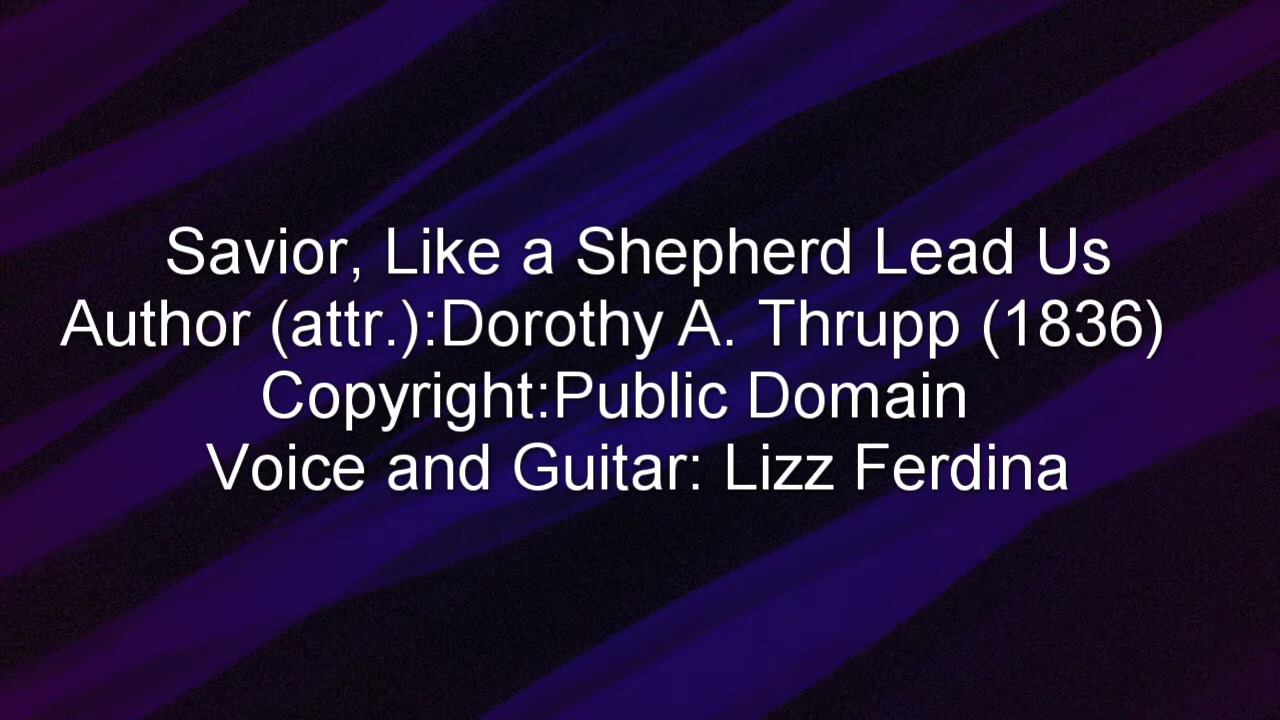 Savior, Like a Shepherd Lead Us
Author (attr.):Dorothy A. Thrupp (1836)
Copyright:Public Domain
Voice and Guitar: Lizz Ferdina